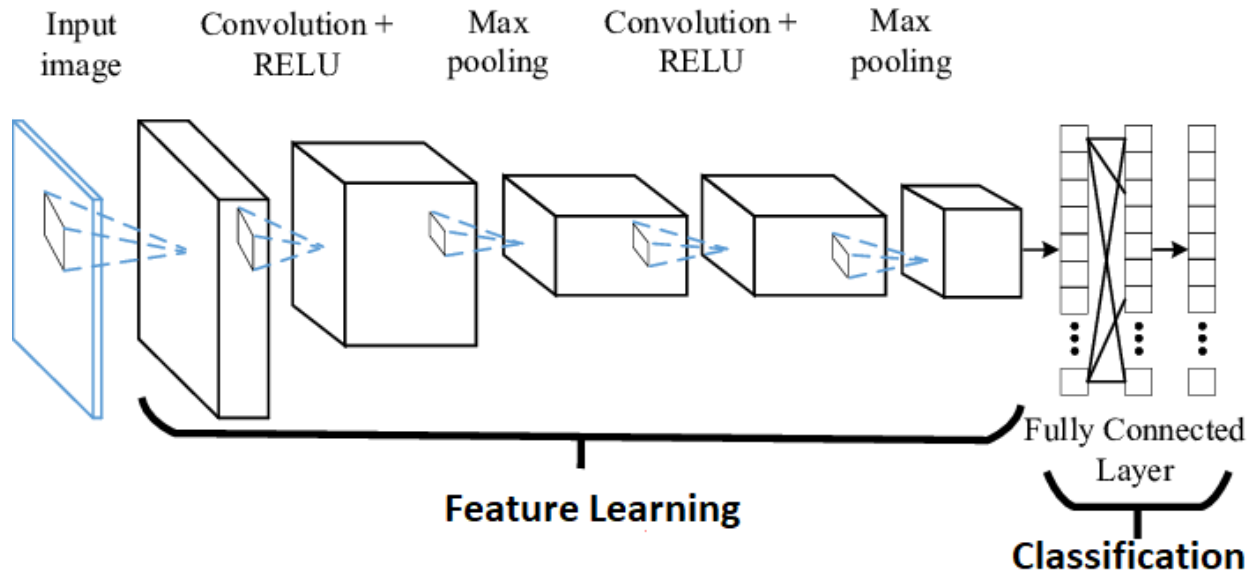 Input
image
Convolution +
RELU
Max
pooling
Convolution +
RELU
Max
pooling
Fully Connected
Layer
Feature Learning
Classification